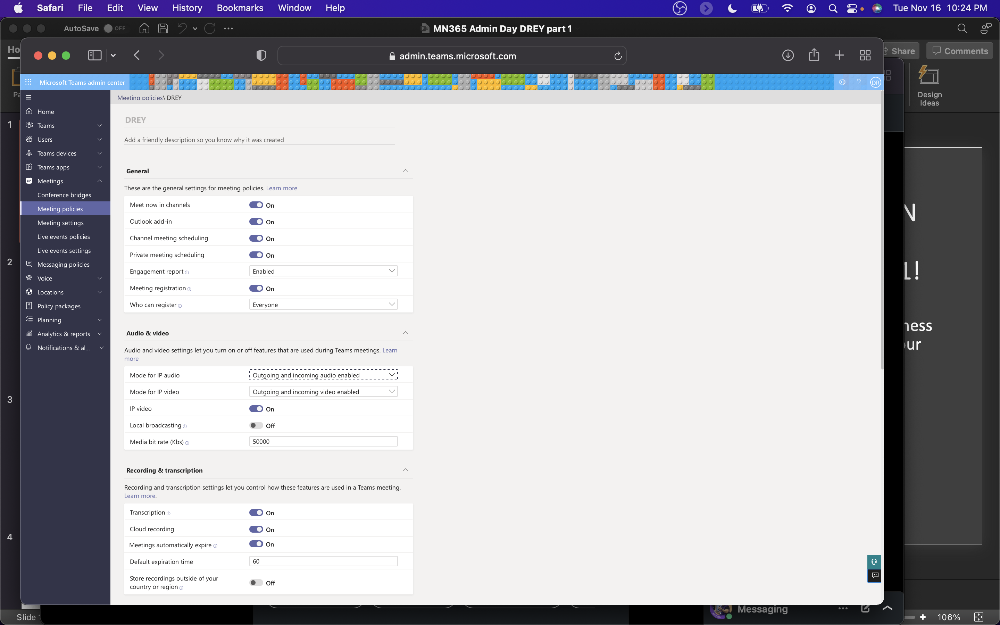 Safari File Edit View History Bookmarks Window Help Tue Nov 16 10:24 PM
AutoSave OFF MN365 Admin Day DREY part 1
Share Comments
admin.teams.microsoft.com
Design
Ideas
Microsoft Teams admin center ? DR
Meeting policies\ DREY
Home
Teams
Users
Teams devices
Teams apps
Meetings
Conference bridges
Meeting policies
Meeting settings
Live events policies
Live events settings
Messaging policies
Voice
Locations
Policy packages
Planning
Analytics & reports
Notifications & al...
DREY
Add a friendly description so you know why it was created
General
These are the general settings for meeting policies. Learn more
Meet now in channels On
Outlook add-in On
Channel meeting scheduling On
Private meeting scheduling On
Engagement report Enabled
Meeting registration On
Who can register Everyone
Audio & video
Audio and video settings let you turn on or off features that are used during Teams meetings. Learn
more
Mode for IP audio Outgoing and incoming audio enabled
Mode for IP video Outgoing and incoming video enabled
IP video On
Local broadcasting Off
Media bit rate (Kbs) 50000
Recording & transcription
Recording and transcription settings let you control how these features are used in a Teams meeting.
Learn more.
Transcription On
Cloud recording On
Meetings automatically expire On
Default expiration time 60
Store recordings outside of your
country or region Off
1
2
3
4
N
1!
ness
ur
Messaging
Slide 106%